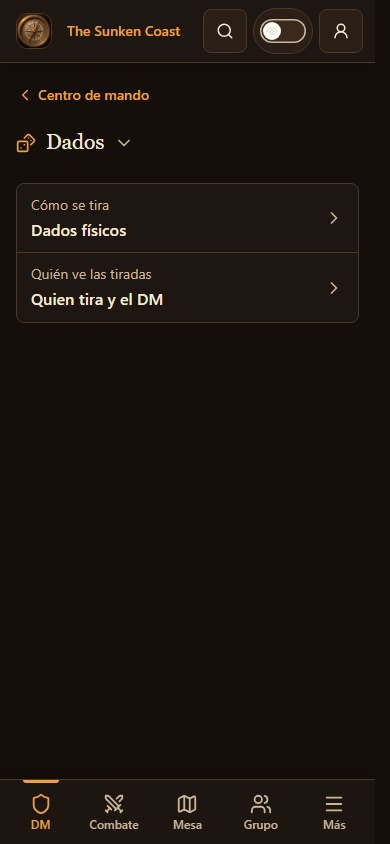 The Sunken Coast
Centro de mando
Dados
Cómo se tira
Dados físicos
Quién ve las tiradas
Quien tira y el DM
DM
Combate
Mesa
Grupo
Más